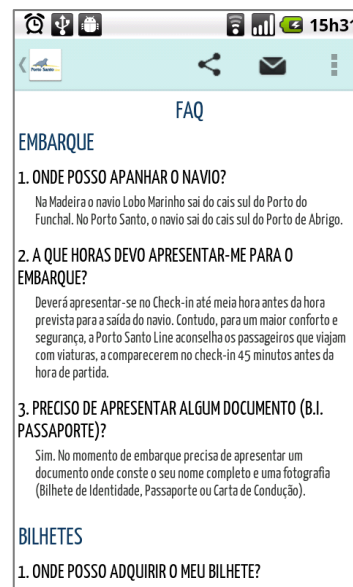 15h31
Porto Santo
FAQ
EMBARQUE
1. ONDE POSSO APANHAR O NAVIO?
Na Madeira o navio Lobo Marinho sai do cais sul do Porto do
Funchal. No Porto Santo, o navio sai do cais sul do Porto de Abrigo.
2. A QUE HORAS DEVO APRESENTAR-ME PARA O
EMBARQUE?
Deverá apresentar-se no Check-in até meia hora antes da hora
prevista para a saída do navio. Contudo, para um maior conforto e
segurança, a Porto Santo Line aconselha os passageiros que viajam
com viaturas, a comparecerem no check-in 45 minutos antes da
hora de partida.
3. PRECISO DE APRESENTAR ALGUM DOCUMENTO (B.I.
PASSAPORTE)?
Sim. No momento de embarque precisa de apresentar um
documento onde conste o seu nome completo e uma fotografia
(Bilhete de Identidade, Passaporte ou Carta de Condução).
BILHETES
1. ONDE POSSO ADQUIRIR O MEU BILHETE?